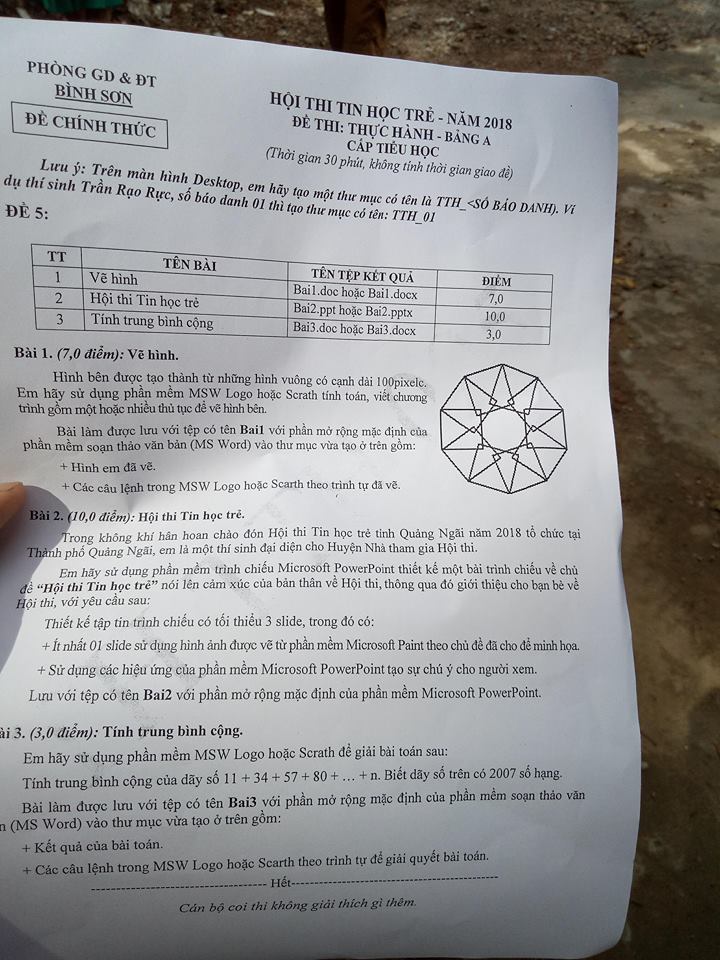 PHÒNG GD & ĐT
BÌNH SƠN
ĐỀ CHÍNH THỨC
HỘI THI TIN HỌC TRẺ - NĂM 2018
ĐỀ THI: THỰC HÀNH - BẢNG A
CẤP TIỂU HỌC
(Thời gian 30 phút, không tính thời gian giao đề)
Lưu ý: Trên màn hình Desktop, em hãy tạo một thư mục có tên là TTH_<SỐ BÁO DANH). Ví
dụ thí sinh Trần Rạo Rực, số báo danh 01 thì tạo thư mục có tên: TTH_01
ĐỀ 5:
TT TÊN BÀI TÊN TỆP KẾT QUẢ ĐIỂM
1 Vẽ hình Bai1.doc hoặc Bai1.docx 7,0
2 Hội thi Tin học trẻ Bai2.ppt hoặc Bai2.pptx 10,0
3 Tính trung bình cộng Bai3.doc hoặc Bai3.docx 3,0
Bài 1. (7,0 điểm): Vẽ hình.
Hình bên được tạo thành từ những hình vuông có cạnh dài 100pixelc.
Em hãy sử dụng phần mềm MSW Logo hoặc Scrath tính toán, viết chương
trình gồm một hoặc nhiều thủ tục để vẽ hình bên.
Bài làm được lưu với tệp có tên Bai1 với phần mở rộng mặc định của
phần mềm soạn thảo văn bản (MS Word) vào thư mục vừa tạo ở trên gồm:
+ Hình em đã vẽ.
+ Các câu lệnh trong MSW Logo hoặc Scarth theo trình tự đã vẽ.
Bài 2. (10,0 điểm): Hội thi Tin học trẻ.
Trong không khí hân hoan chào đón Hội thi Tin học trẻ tỉnh Quảng Ngãi năm 2018 tổ chức tại
Thành phố Quảng Ngãi, em là một thí sinh đại diện cho Huyện Nhà tham gia Hội thi.
Em hãy sử dụng phần mềm trình chiếu Microsoft PowerPoint thiết kế một bài trình chiếu về chủ
đề “Hội thi Tin học trẻ” nói lên cảm xúc của bản thân về Hội thi, thông qua đó giới thiệu cho bạn bè về
Hội thi, với yêu cầu sau:
Thiết kế tập tin trình chiếu có tối thiểu 3 slide, trong đó có:
+ Ít nhất 01 slide sử dụng hình ảnh được vẽ từ phần mềm Microsoft Paint theo chủ đề đã cho để minh họa.
+ Sử dụng các hiệu ứng của phần mềm Microsoft PowerPoint tạo sự chú ý cho người xem.
Lưu với tệp có tên Bai2 với phần mở rộng mặc định của phần mềm Microsoft PowerPoint.
ài 3. (3,0 điểm): Tính trung bình cộng.
Em hãy sử dụng phần mềm MSW Logo hoặc Scrath để giải bài toán sau:
Tính trung bình cộng của dãy số 11 + 34 + 57 + 80 + … + n. Biết dãy số trên có 2007 số hạng.
Bài làm được lưu với tệp có tên Bai3 với phần mở rộng mặc định của phần mềm soạn thảo văn
n (MS Word) vào thư mục vừa tạo ở trên gồm:
+ Kết quả của bài toán.
+ Các câu lệnh trong MSW Logo hoặc Scarth theo trình tự để giải quyết bài toán.
Hết
Cán bộ coi thi không giải thích gì thêm.